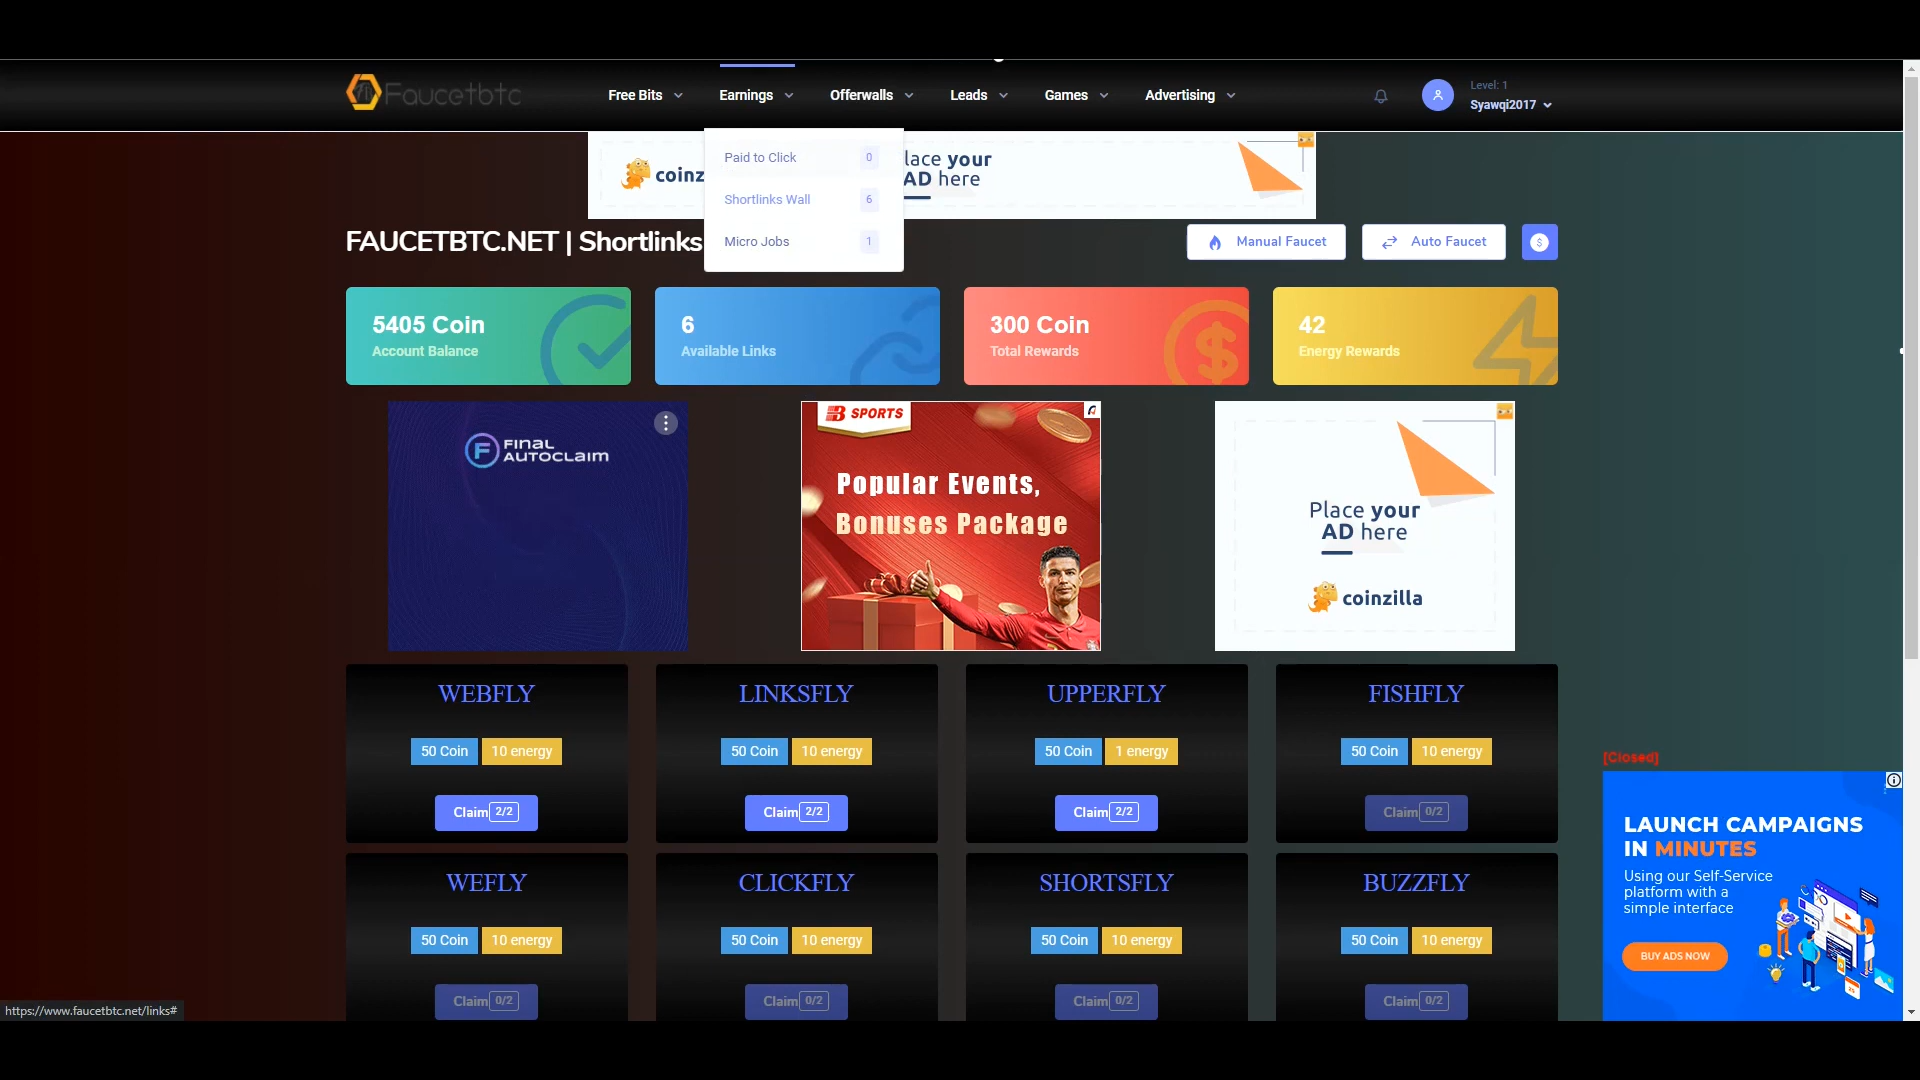 Faucetbtc
Free Bits
Earnings
Offerwalls
Leads
Games
Advertising
Level: 1
Syawqi2017
Paid to Click 0
Shortlinks Wall 6
Micro Jobs 1
coinz
lace your
AD here
FAUCETBTC.NET | Shortlinks
Manual Faucet
Auto Faucet
5405 Coin
Account Balance
6
Available Links
300 Coin
Total Rewards
42
Energy Rewards
FINAL
AUTOCLAIM
B SPORTS
Popular Events,
Bonuses Package
Place your
AD here
coinzilla
WEBFLY
50 Coin 10 energy
Claim 2/2
LINKSFLY
50 Coin 10 energy
Claim 2/2
UPPERFLY
50 Coin 1 energy
Claim 2/2
FISHFLY
50 Coin 10 energy
Claim 0/2
WEFLY
50 Coin 10 energy
Claim 0/2
CLICKFLY
50 Coin 10 energy
Claim 0/2
SHORTSFLY
50 Coin 10 energy
Claim 0/2
BUZZFLY
50 Coin 10 energy
Claim 0/2
[Closed]
LAUNCH CAMPAIGNS
IN MINUTES
Using our Self-Service
platform with a
simple interface
BUY ADS NOW
https://www.faucetbtc.net/links#